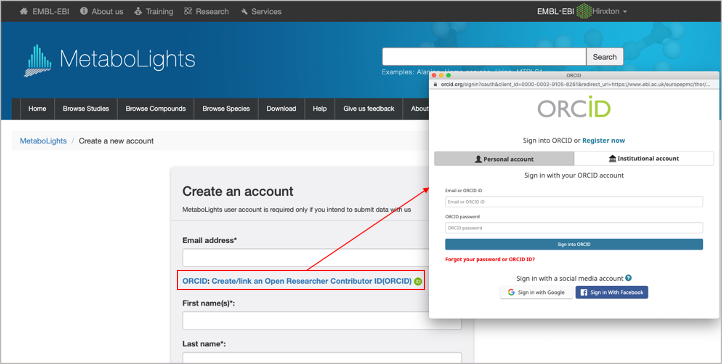 EMBL-EBI About us Training Research Services EMBL-EBI Hinxton
MetaboLights
Search
Examples:
Home Browse Studies Browse Compounds Browse Species Download Help Give us feedback About
MetaboLights / Create a new account
Create an account
MetaboLights user account is required only if you intend to submit data with us
Email address*
ORCID: Create/link an Open Researcher Contributor ID(ORCID) iD
First name(s)*:
Last name*:
ORCID
orcid.org/signin?oauth&client_id=0000-0002-9106-6261&redirect_uri=https://www.ebi.ac.uk/europepmc/thor/...
ORCID
Sign into ORCID or Register now
Personal account Institutional account
Sign in with your ORCID account
Email or ORCID iD
Email or ORCID iD
ORCID password
ORCID password
Sign into ORCID
Forgot your password or ORCID ID?
Sign in with a social media account ?
Sign in with Google Sign in With Facebook